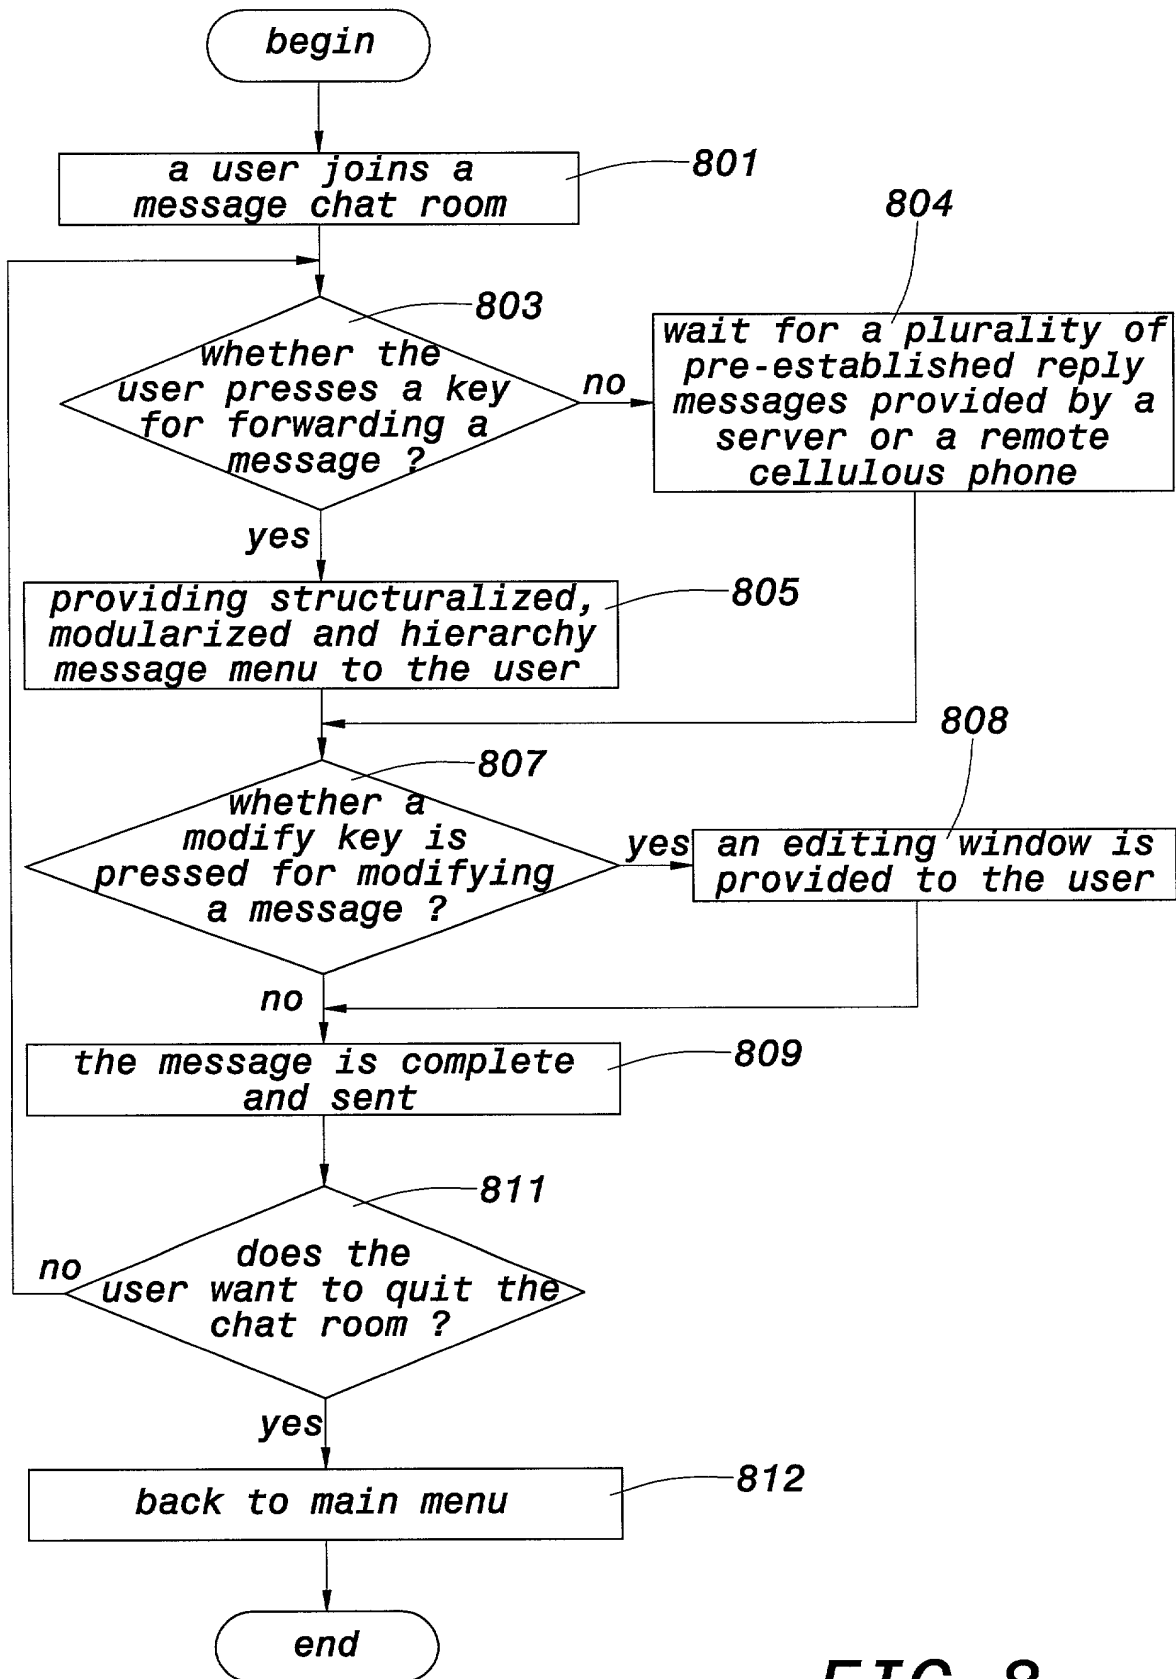 begin
a user joins a
message chat room
801
804
803
whether the
user presses a key
for forwarding a
message ?
no
wait for a plurality of
pre-established reply
messages provided by a
server or a remote
cellulous phone
yes
805
providing structuralized,
modularized and hierarchy
message menu to the user
808
807
whether a
modify key is
pressed for modifying
a message ?
yes
an editing window is
provided to the user
no
809
the message is complete
and sent
811
does the
user want to quit the
chat room ?
no
yes
812
back to main menu
end
FIG.8